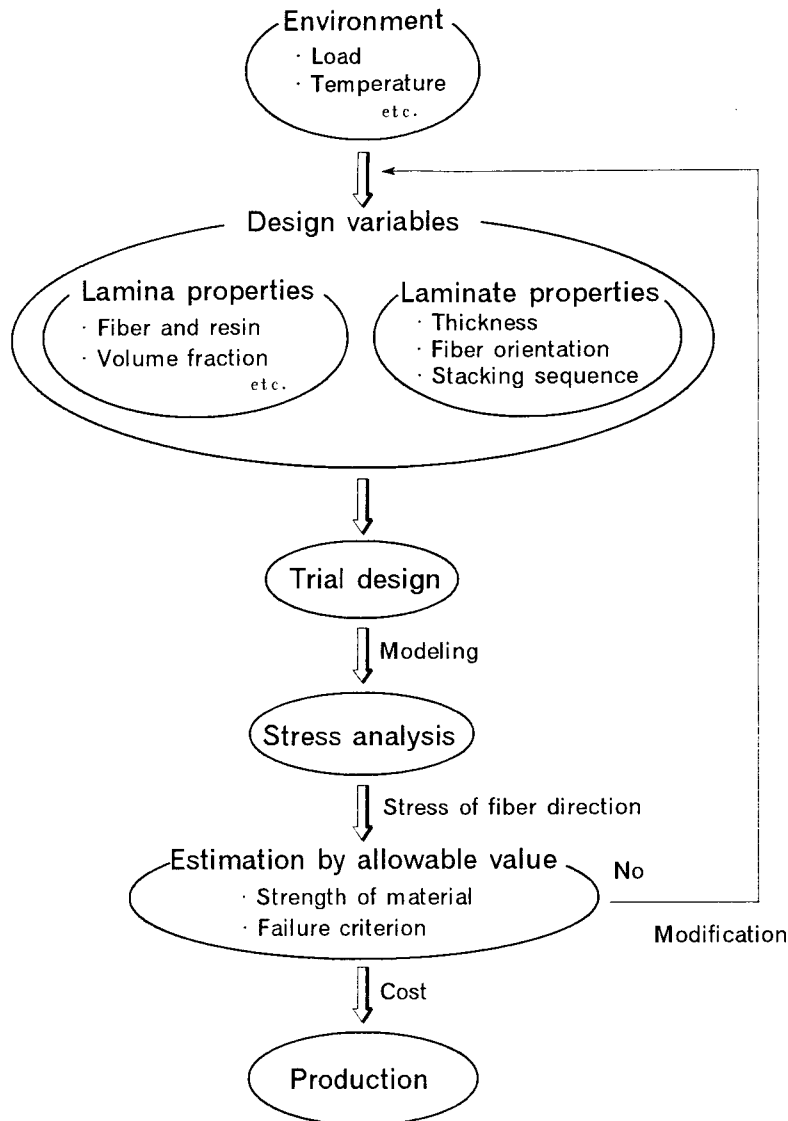 Environment
· Load
· Temperature
etc.
Design variables
Lamina properties
· Fiber and resin
· Volume fraction
etc.
Laminate properties
· Thickness
· Fiber orientation
· Stacking sequence
Trial design
Modeling
Stress analysis
Stress of fiber direction
Estimation by allowable value
· Strength of material
· Failure criterion
No
Modification
Cost
Production